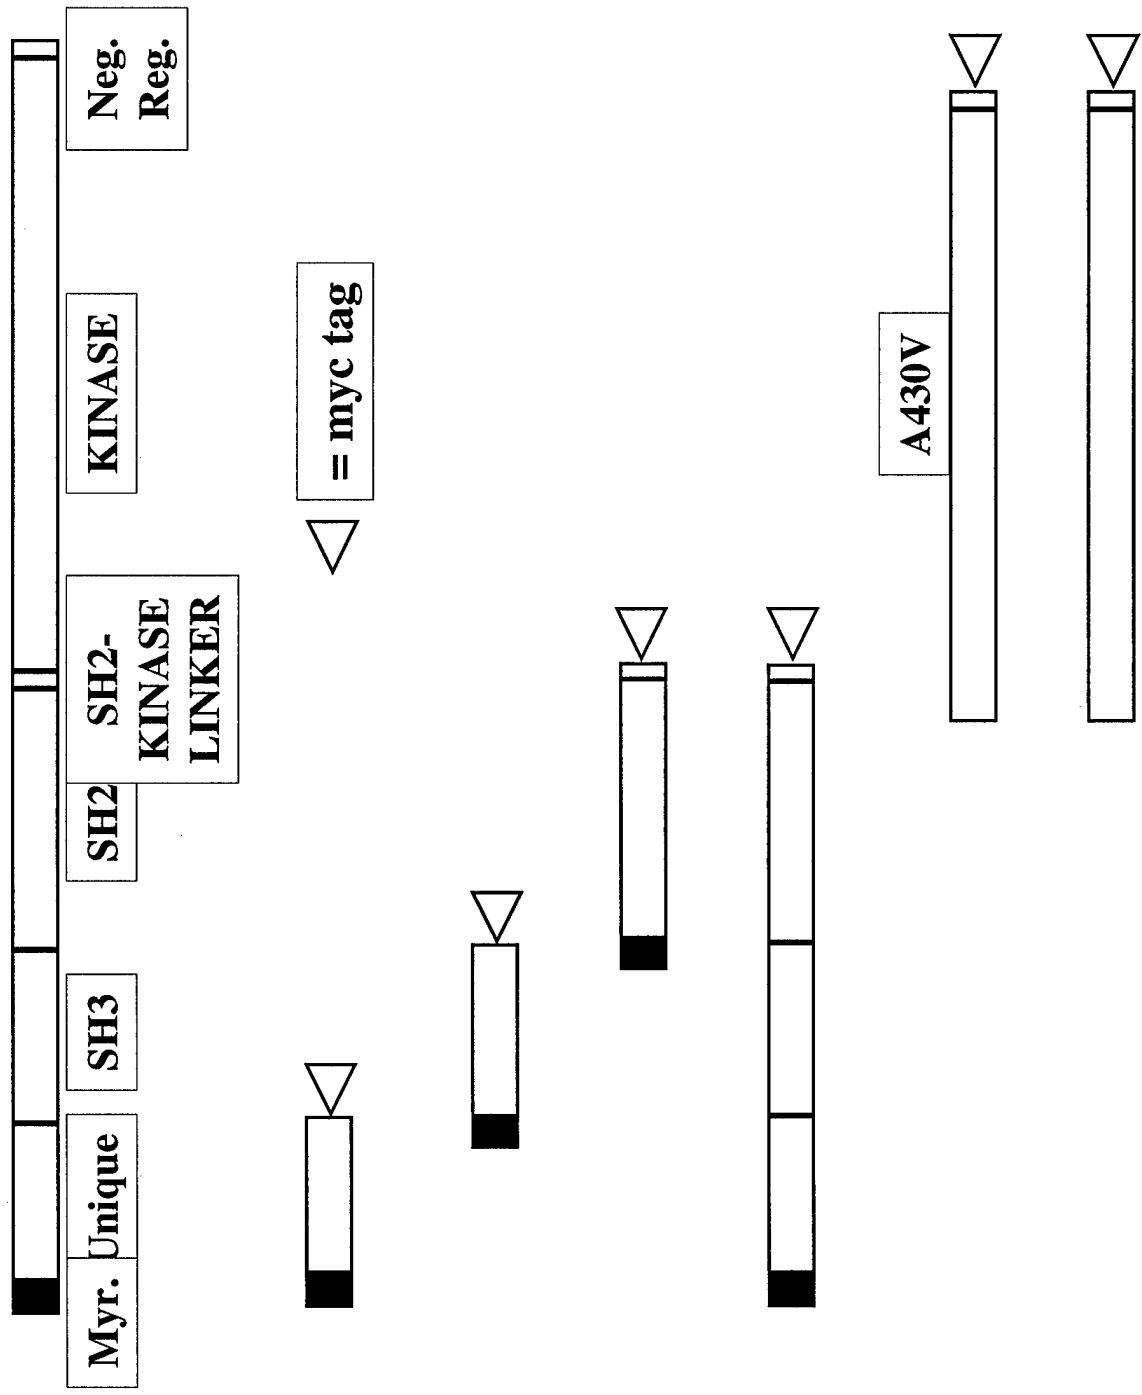 Myr.
Unique
SH3
SH2
SH2-
KINASE
LINKER
KINASE
Neg.
Reg.
= myc tag
A430V